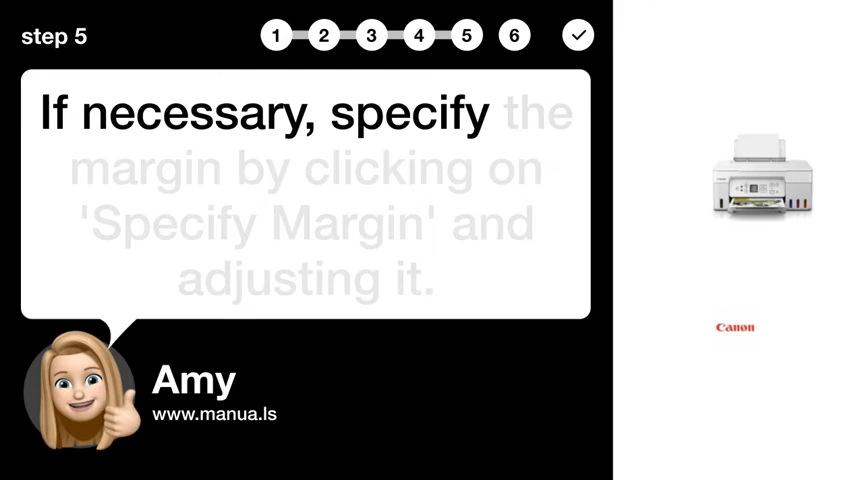 step 5
1 2 3 4 5 6
If necessary, specify the
margin by clicking on
'Specify Margin' and
adjusting it.
Amy
www.manua.ls
Canon